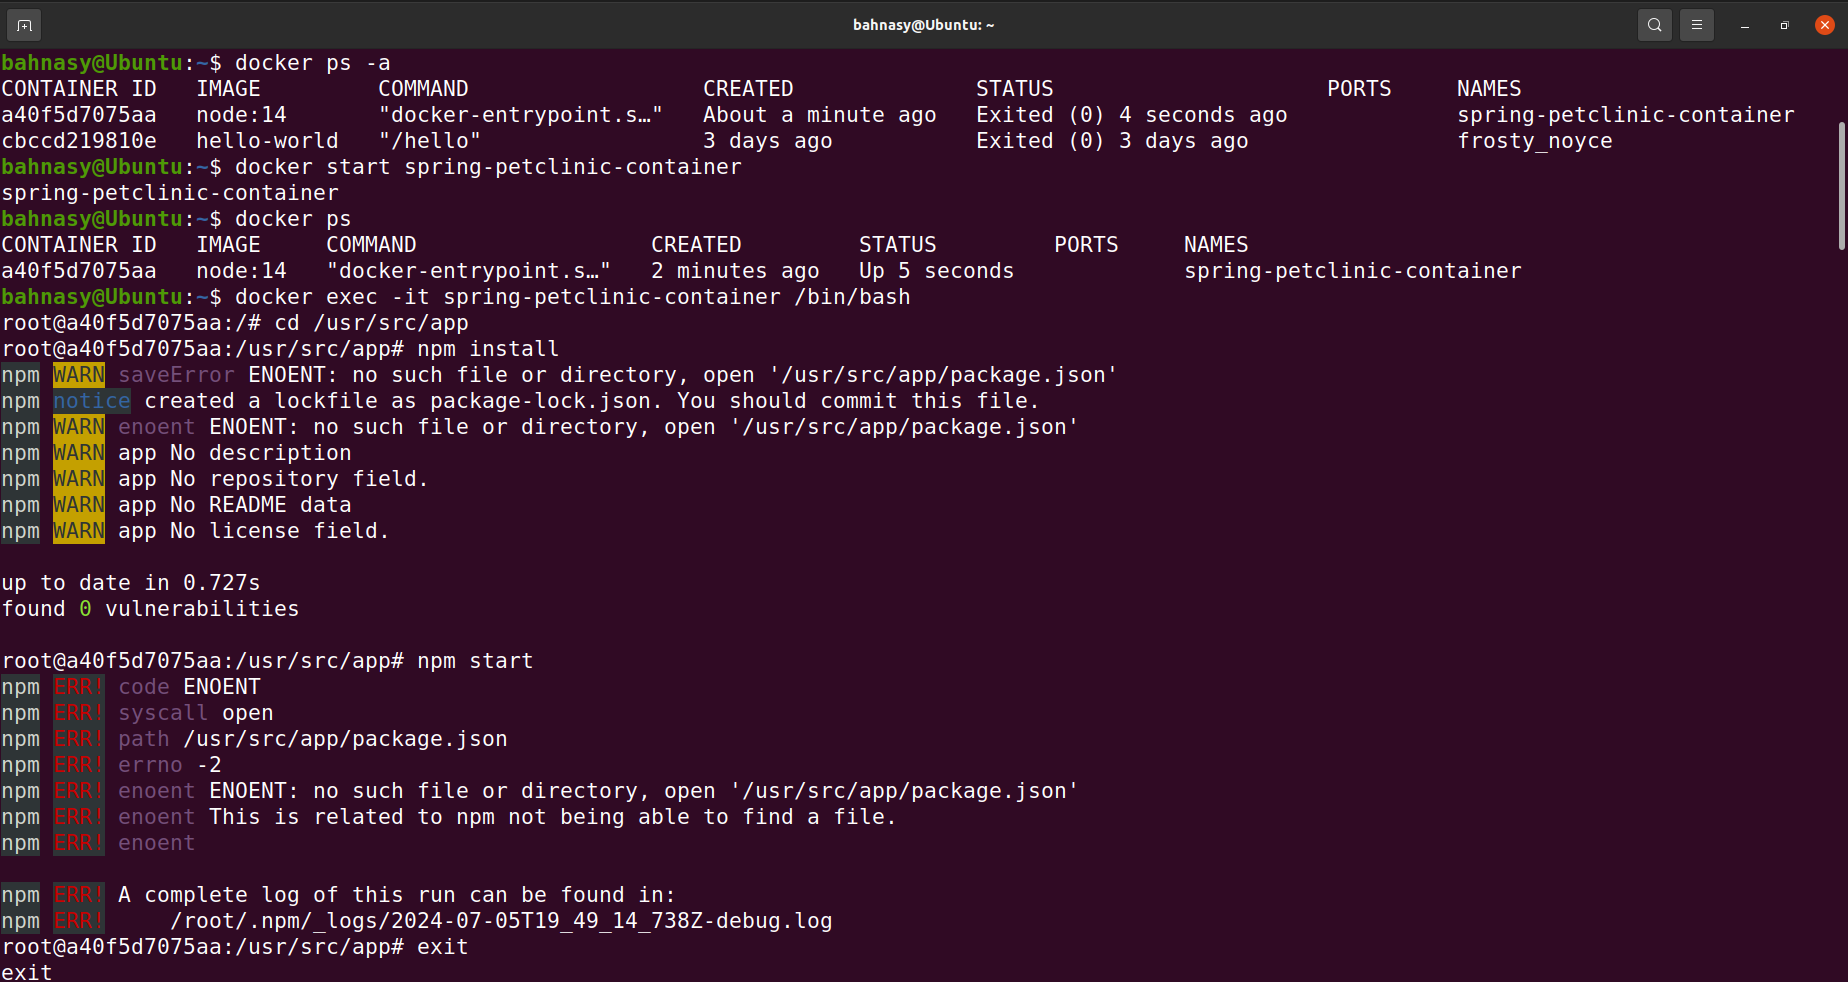 bahnasy@Ubuntu: ~
bahnasy@Ubuntu:~$ docker ps -a
CONTAINER ID   IMAGE         COMMAND                  CREATED              STATUS                     PORTS     NAMES
a40f5d7075aa   node:14       "docker-entrypoint.s…"   About a minute ago   Exited (0) 4 seconds ago             spring-petclinic-container
cbccd219810e   hello-world   "/hello"                 3 days ago           Exited (0) 3 days ago                frosty_noyce
bahnasy@Ubuntu:~$ docker start spring-petclinic-container
spring-petclinic-container
bahnasy@Ubuntu:~$ docker ps
CONTAINER ID   IMAGE     COMMAND                  CREATED         STATUS         PORTS     NAMES
a40f5d7075aa   node:14   "docker-entrypoint.s…"   2 minutes ago   Up 5 seconds             spring-petclinic-container
bahnasy@Ubuntu:~$ docker exec -it spring-petclinic-container /bin/bash
root@a40f5d7075aa:/# cd /usr/src/app
root@a40f5d7075aa:/usr/src/app# npm install
npm WARN saveError ENOENT: no such file or directory, open '/usr/src/app/package.json'
npm notice created a lockfile as package-lock.json. You should commit this file.
npm WARN enoent ENOENT: no such file or directory, open '/usr/src/app/package.json'
npm WARN app No description
npm WARN app No repository field.
npm WARN app No README data
npm WARN app No license field.
up to date in 0.727s
found 0 vulnerabilities
root@a40f5d7075aa:/usr/src/app# npm start
npm ERR! code ENOENT
npm ERR! syscall open
npm ERR! path /usr/src/app/package.json
npm ERR! errno -2
npm ERR! enoent ENOENT: no such file or directory, open '/usr/src/app/package.json'
npm ERR! enoent This is related to npm not being able to find a file.
npm ERR! enoent
npm ERR! A complete log of this run can be found in:
npm ERR!     /root/.npm/_logs/2024-07-05T19_49_14_738Z-debug.log
root@a40f5d7075aa:/usr/src/app# exit
exit